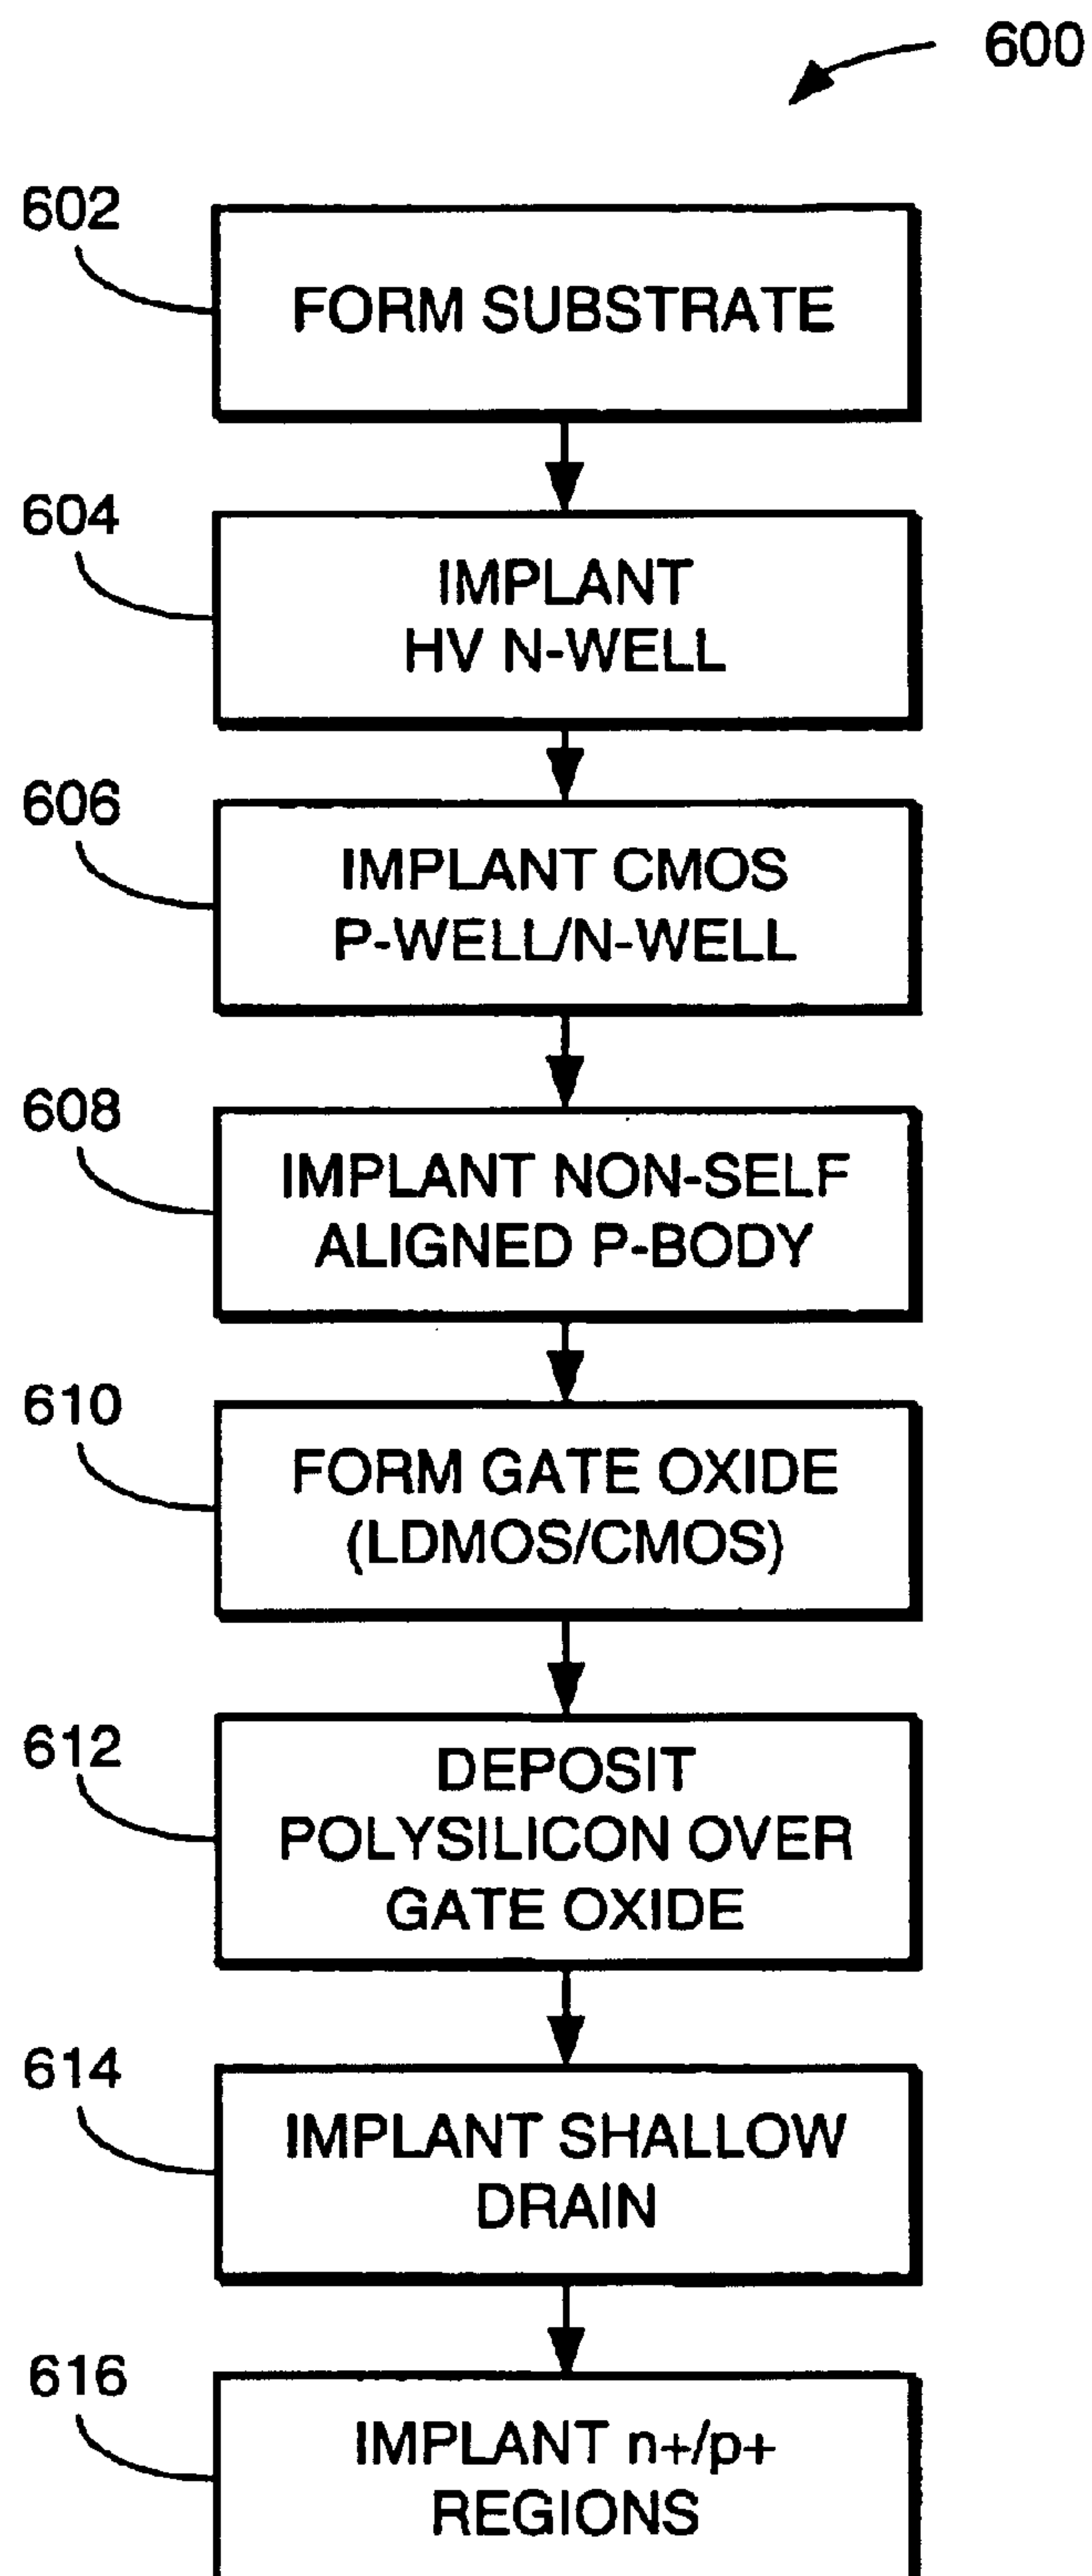 600
602
FORM SUBSTRATE
604
IMPLANT
HV N-WELL
606
IMPLANT CMOS
P-WELL/N-WELL
608
IMPLANT NON-SELF
ALIGNED P-BODY
610
FORM GATE OXIDE
(LDMOS/CMOS)
612
DEPOSIT
POLYSILICON OVER
GATE OXIDE
614
IMPLANT SHALLOW
DRAIN
616
IMPLANT n+/p+
REGIONS